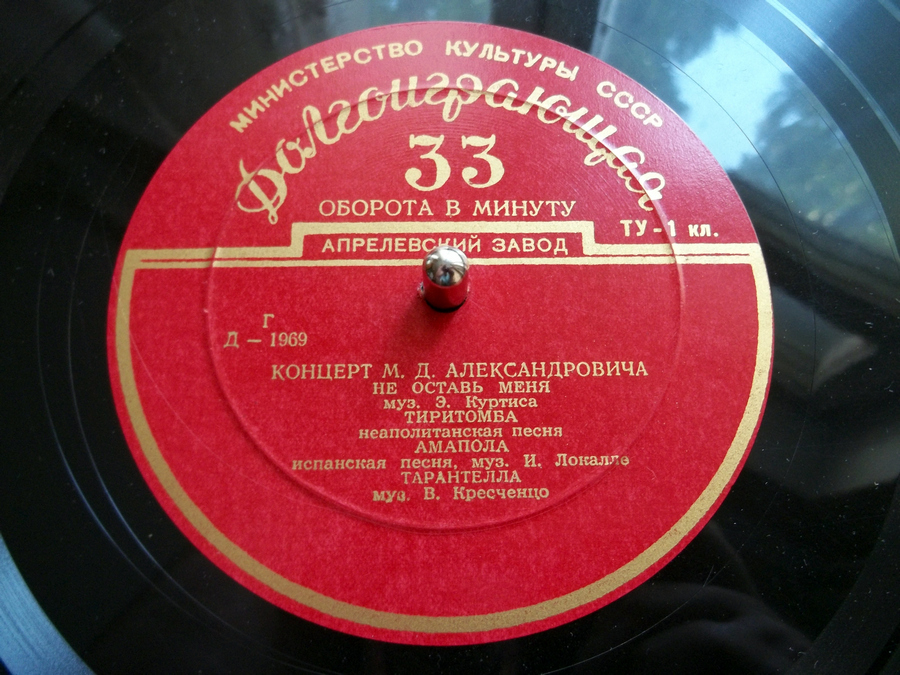 МИНИСТЕРСТВО КУЛЬТУРЫ СССР
Долгоиграющая
33
ОБОРОТА В МИНУТУ
ТУ-1 кл.
АПРЕЛЕВСКИЙ ЗАВОД
Г
Д — 1969
КОНЦЕРТ М. Д. АЛЕКСАНДРОВИЧА
НЕ ОСТАВЬ МЕНЯ
муз. Э. Куртиса
ТИРИТОМБА
неаполитанская песня
АМАПОЛА
испанская песня, муз. И. Локалле
ТАРАНТЕЛЛА
муз. В. Кресченцо